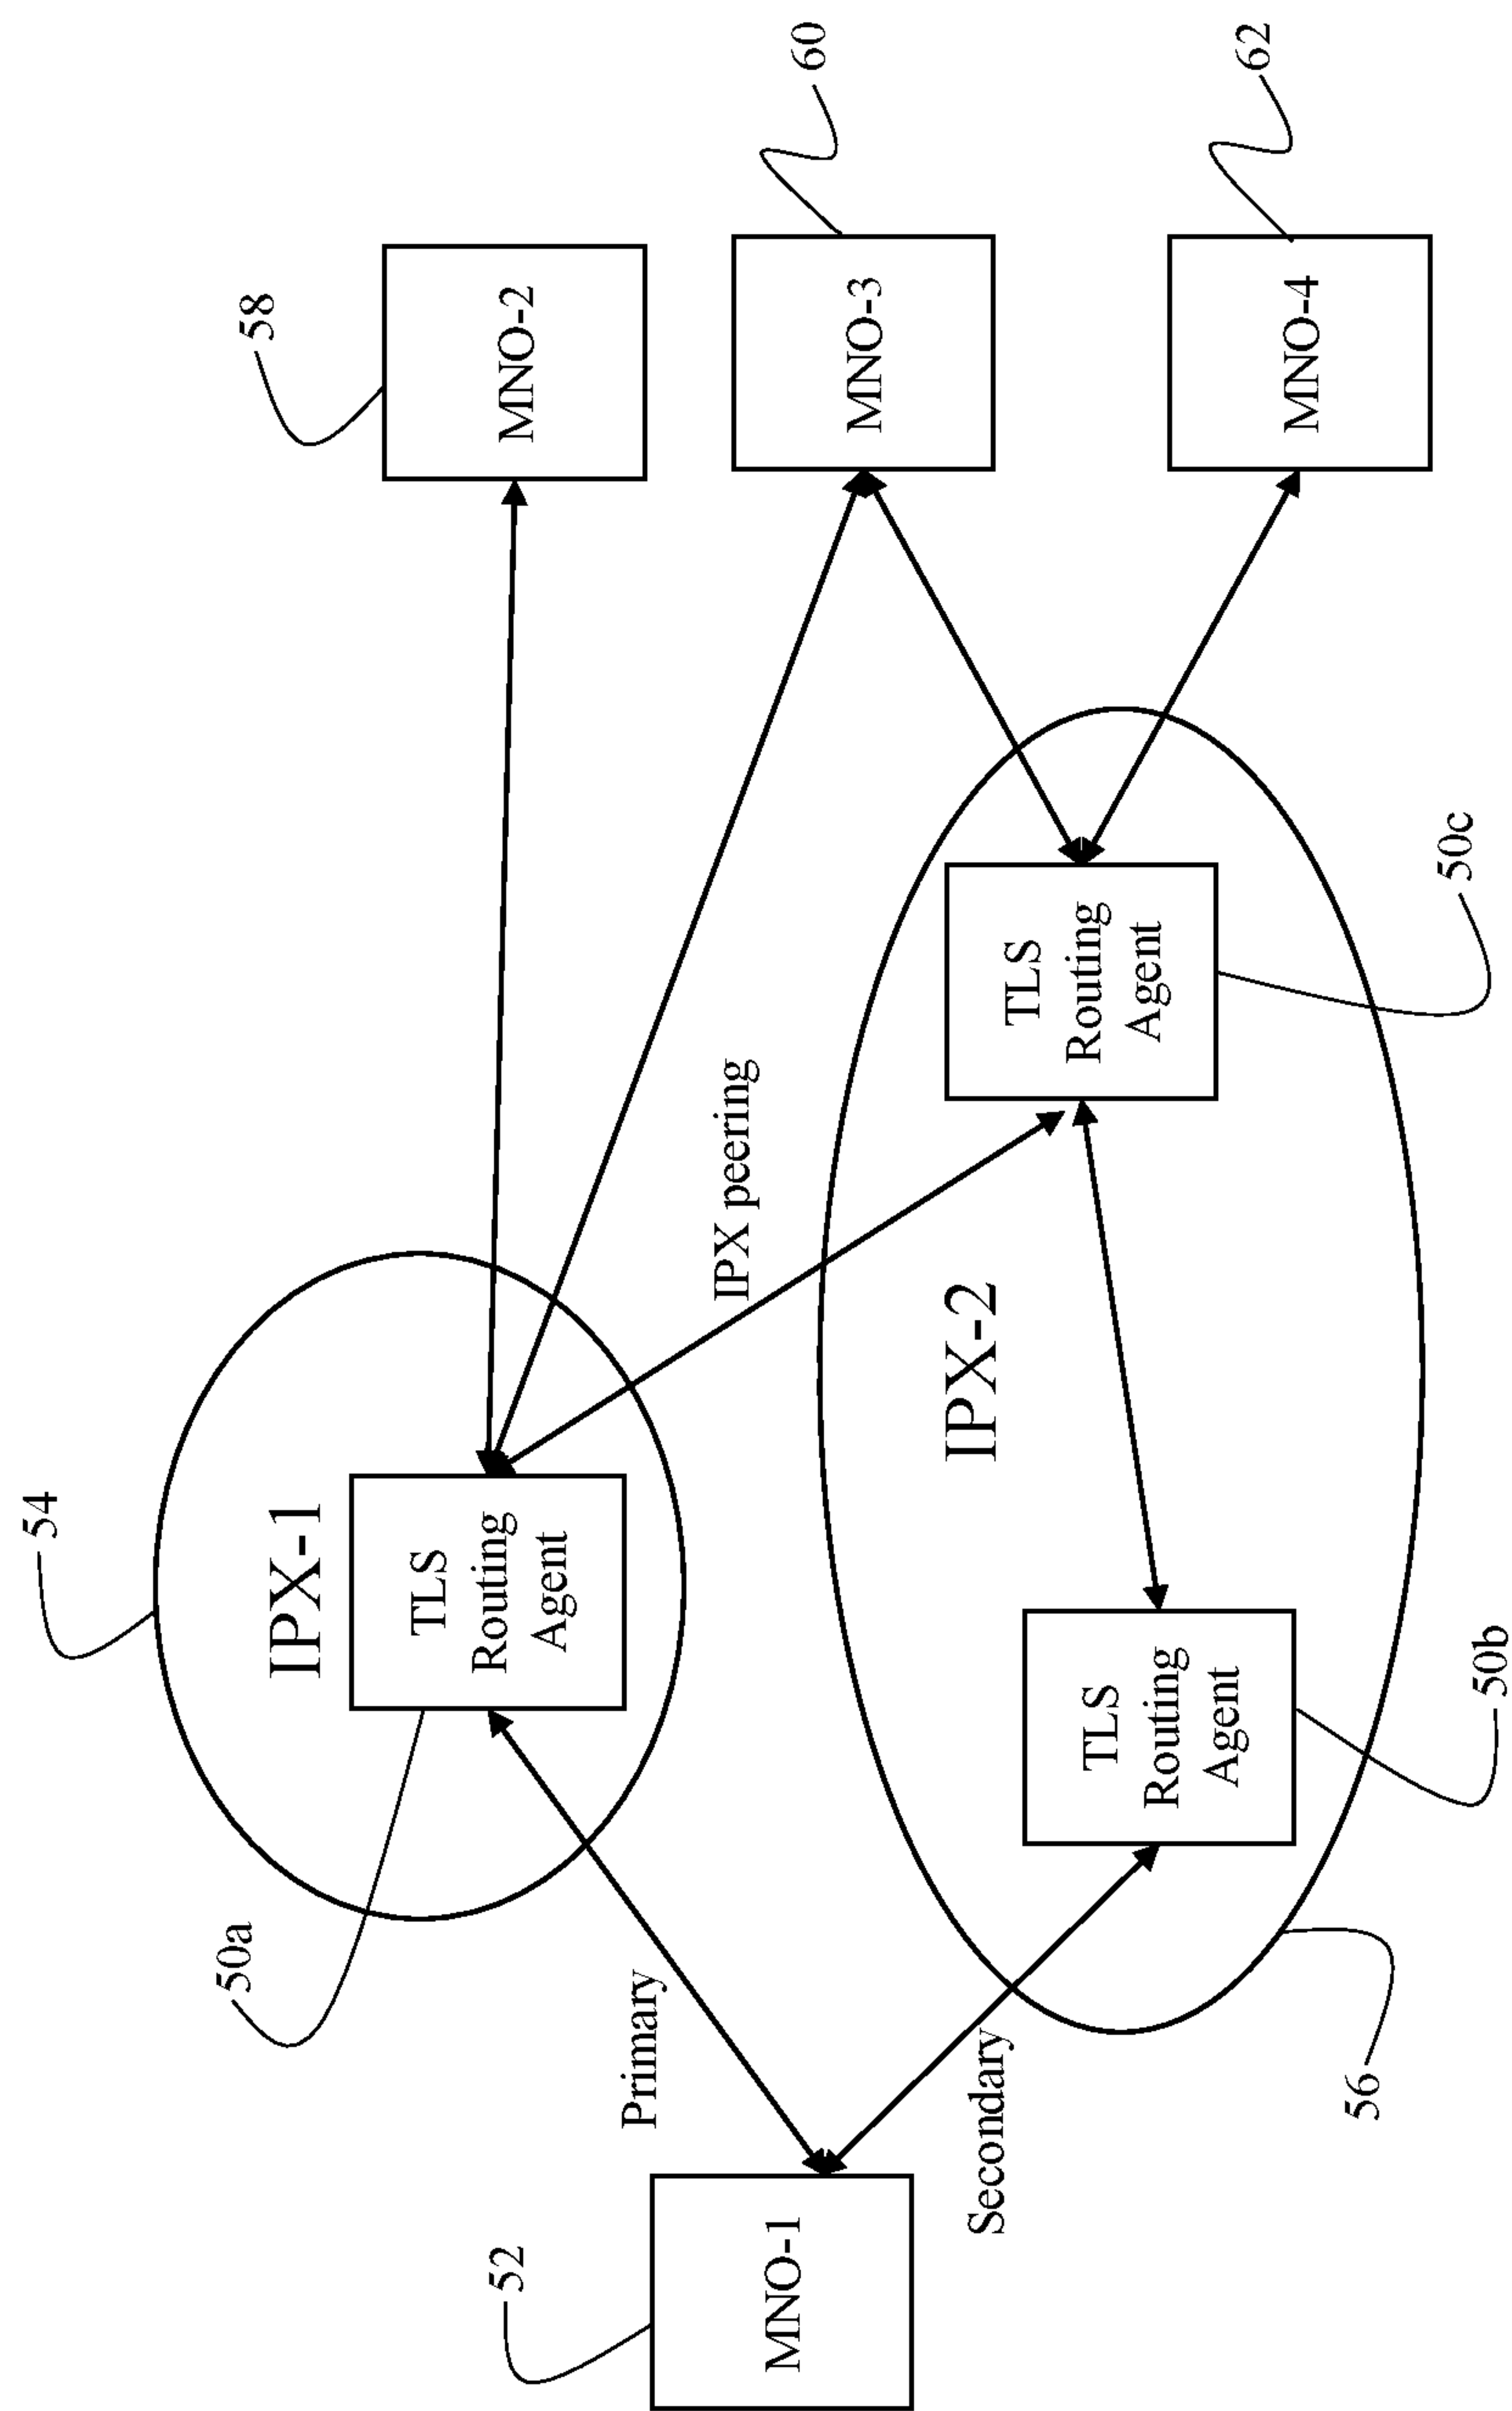 54
IPX-1
TLS
Routing
Agent
50a
58
MNO-2
60
MNO-3
62
MNO-4
IPX peering
Primary
52
MNO-1
Secondary
IPX-2
TLS
Routing
Agent
50b
TLS
Routing
Agent
50c
56